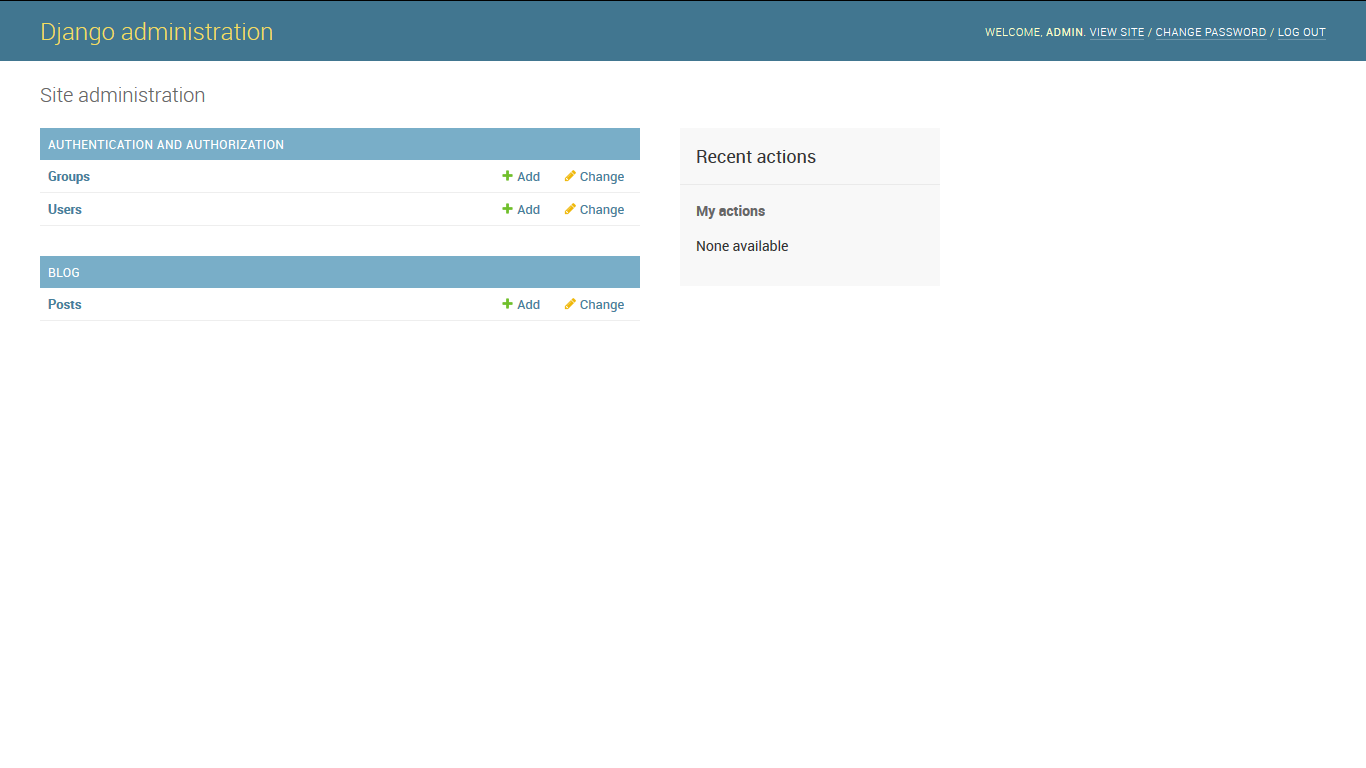 Django administration
WELCOME, ADMIN. VIEW SITE / CHANGE PASSWORD / LOG OUT
Site administration
AUTHENTICATION AND AUTHORIZATION
Groups Add Change
Users Add Change
BLOG
Posts Add Change
Recent actions
My actions
None available